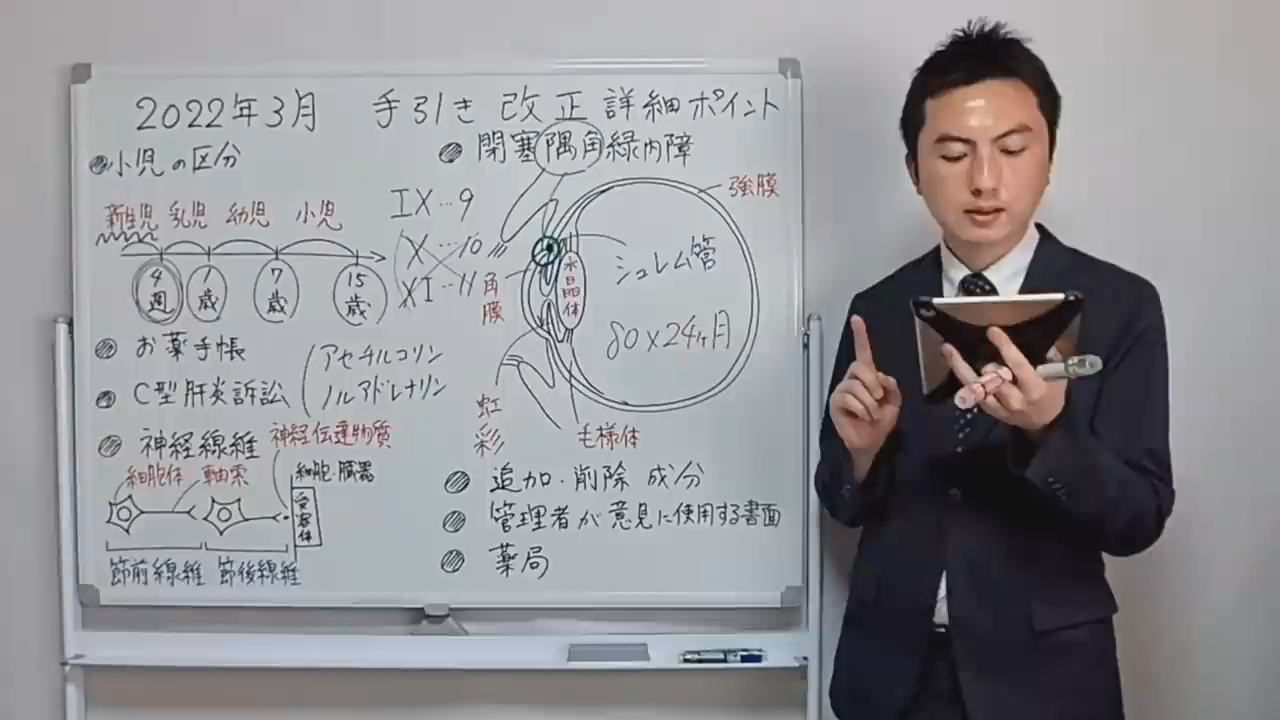 2022年3月 手引き 改正 詳細ポイント
小児の区分
新生児 乳児 幼児 小児
4週 1歳 7歳 15歳
IX…9
X…10
XI…11
お薬手帳
C型肝炎訴訟
アセチルコリン
ノルアドレナリン
神経線維
神経伝達物質
細胞体 軸索
細胞・臓器
受容体
節前線維 節後線維
閉塞隅角緑内障
強膜
シュレム管
水晶体
角膜
80×24ヶ月
虹彩
毛様体
追加・削除 成分
管理者が意見に使用する書面
薬局